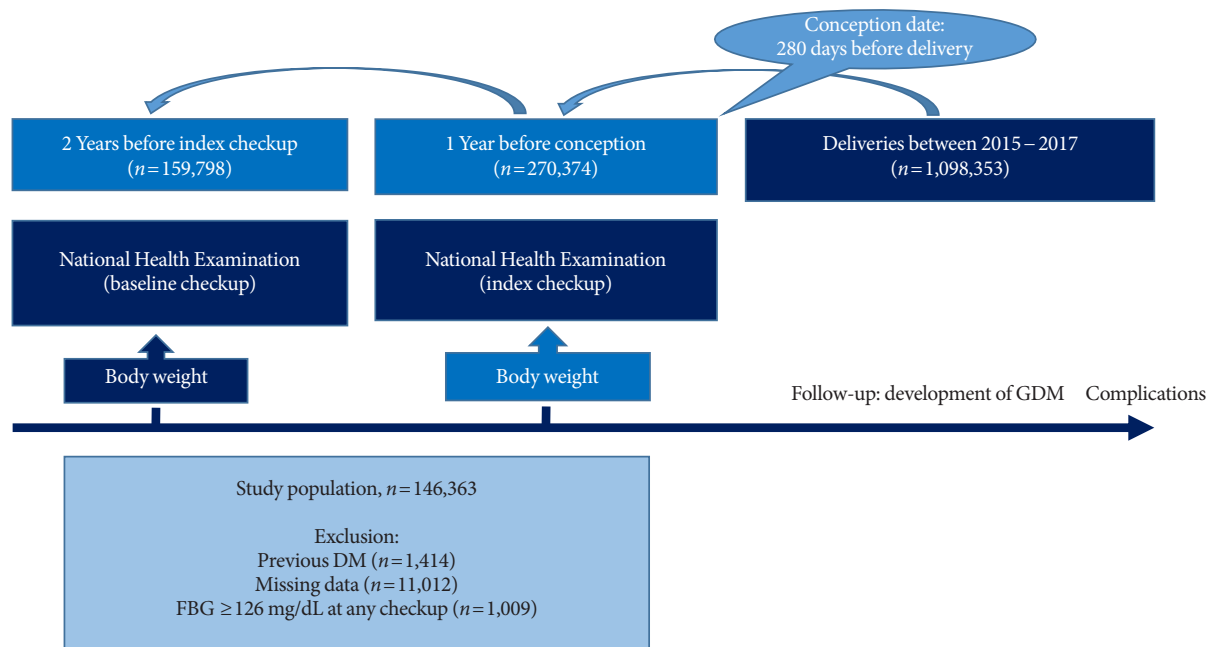 Conception date:
280 days before delivery
2 Years before index checkup
(n=159,798)
1 Year before conception
(n=270,374)
Deliveries between 2015–2017
(n=1,098,353)
National Health Examination
(baseline checkup)
National Health Examination
(index checkup)
Body weight
Body weight
Follow-up: development of GDM Complications
Study population, n=146,363
Exclusion:
Previous DM (n=1,414)
Missing data (n=11,012)
FBG ≥126 mg/dL at any checkup (n=1,009)